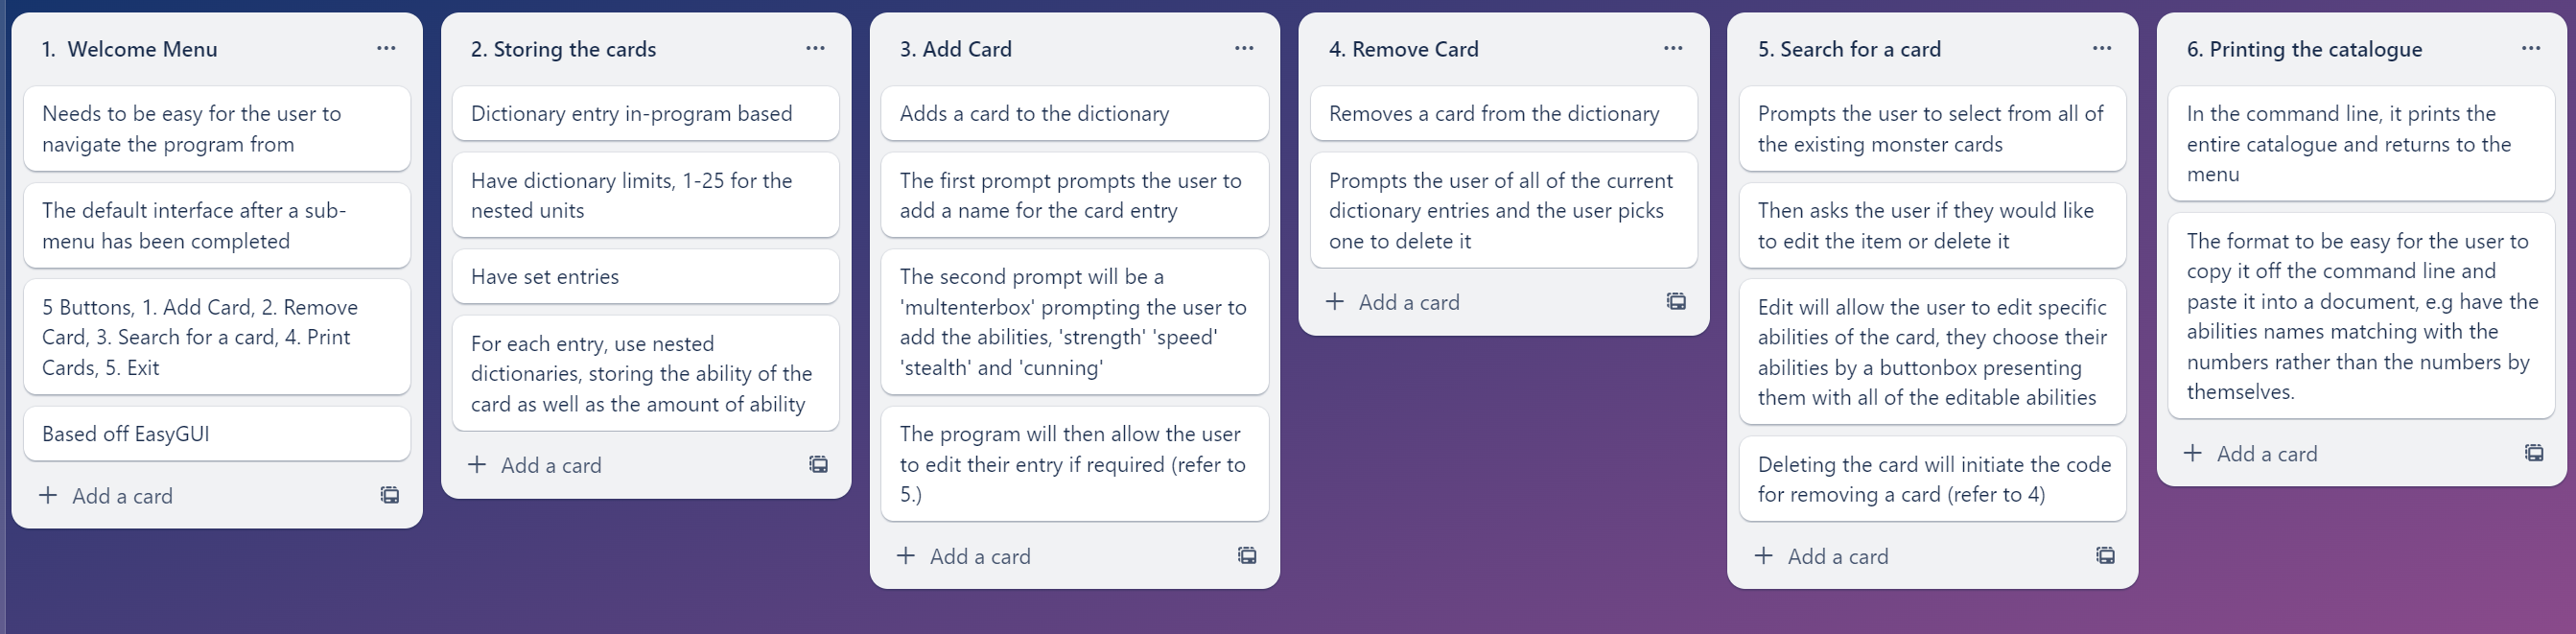 1. Welcome Menu
Needs to be easy for the user to
navigate the program from
The default interface after a sub-
menu has been completed
5 Buttons, 1. Add Card, 2. Remove
Card, 3. Search for a card, 4. Print
Cards, 5. Exit
Based off EasyGUI
+ Add a card
2. Storing the cards
Dictionary entry in-program based
Have dictionary limits, 1-25 for the
nested units
Have set entries
For each entry, use nested
dictionaries, storing the ability of the
card as well as the amount of ability
+ Add a card
3. Add Card
Adds a card to the dictionary
The first prompt prompts the user to
add a name for the card entry
The second prompt will be a
'multenterbox' prompting the user to
add the abilities, 'strength' 'speed'
'stealth' and 'cunning'
The program will then allow the user
to edit their entry if required (refer to
5.)
+ Add a card
4. Remove Card
Removes a card from the dictionary
Prompts the user of all of the current
dictionary entries and the user picks
one to delete it
+ Add a card
5. Search for a card
Prompts the user to select from all of
the existing monster cards
Then asks the user if they would like
to edit the item or delete it
Edit will allow the user to edit specific
abilities of the card, they choose their
abilities by a buttonbox presenting
them with all of the editable abilities
Deleting the card will initiate the code
for removing a card (refer to 4)
+ Add a card
6. Printing the catalogue
In the command line, it prints the
entire catalogue and returns to the
menu
The format to be easy for the user to
copy it off the command line and
paste it into a document, e.g have the
abilities names matching with the
numbers rather than the numbers by
themselves.
+ Add a card